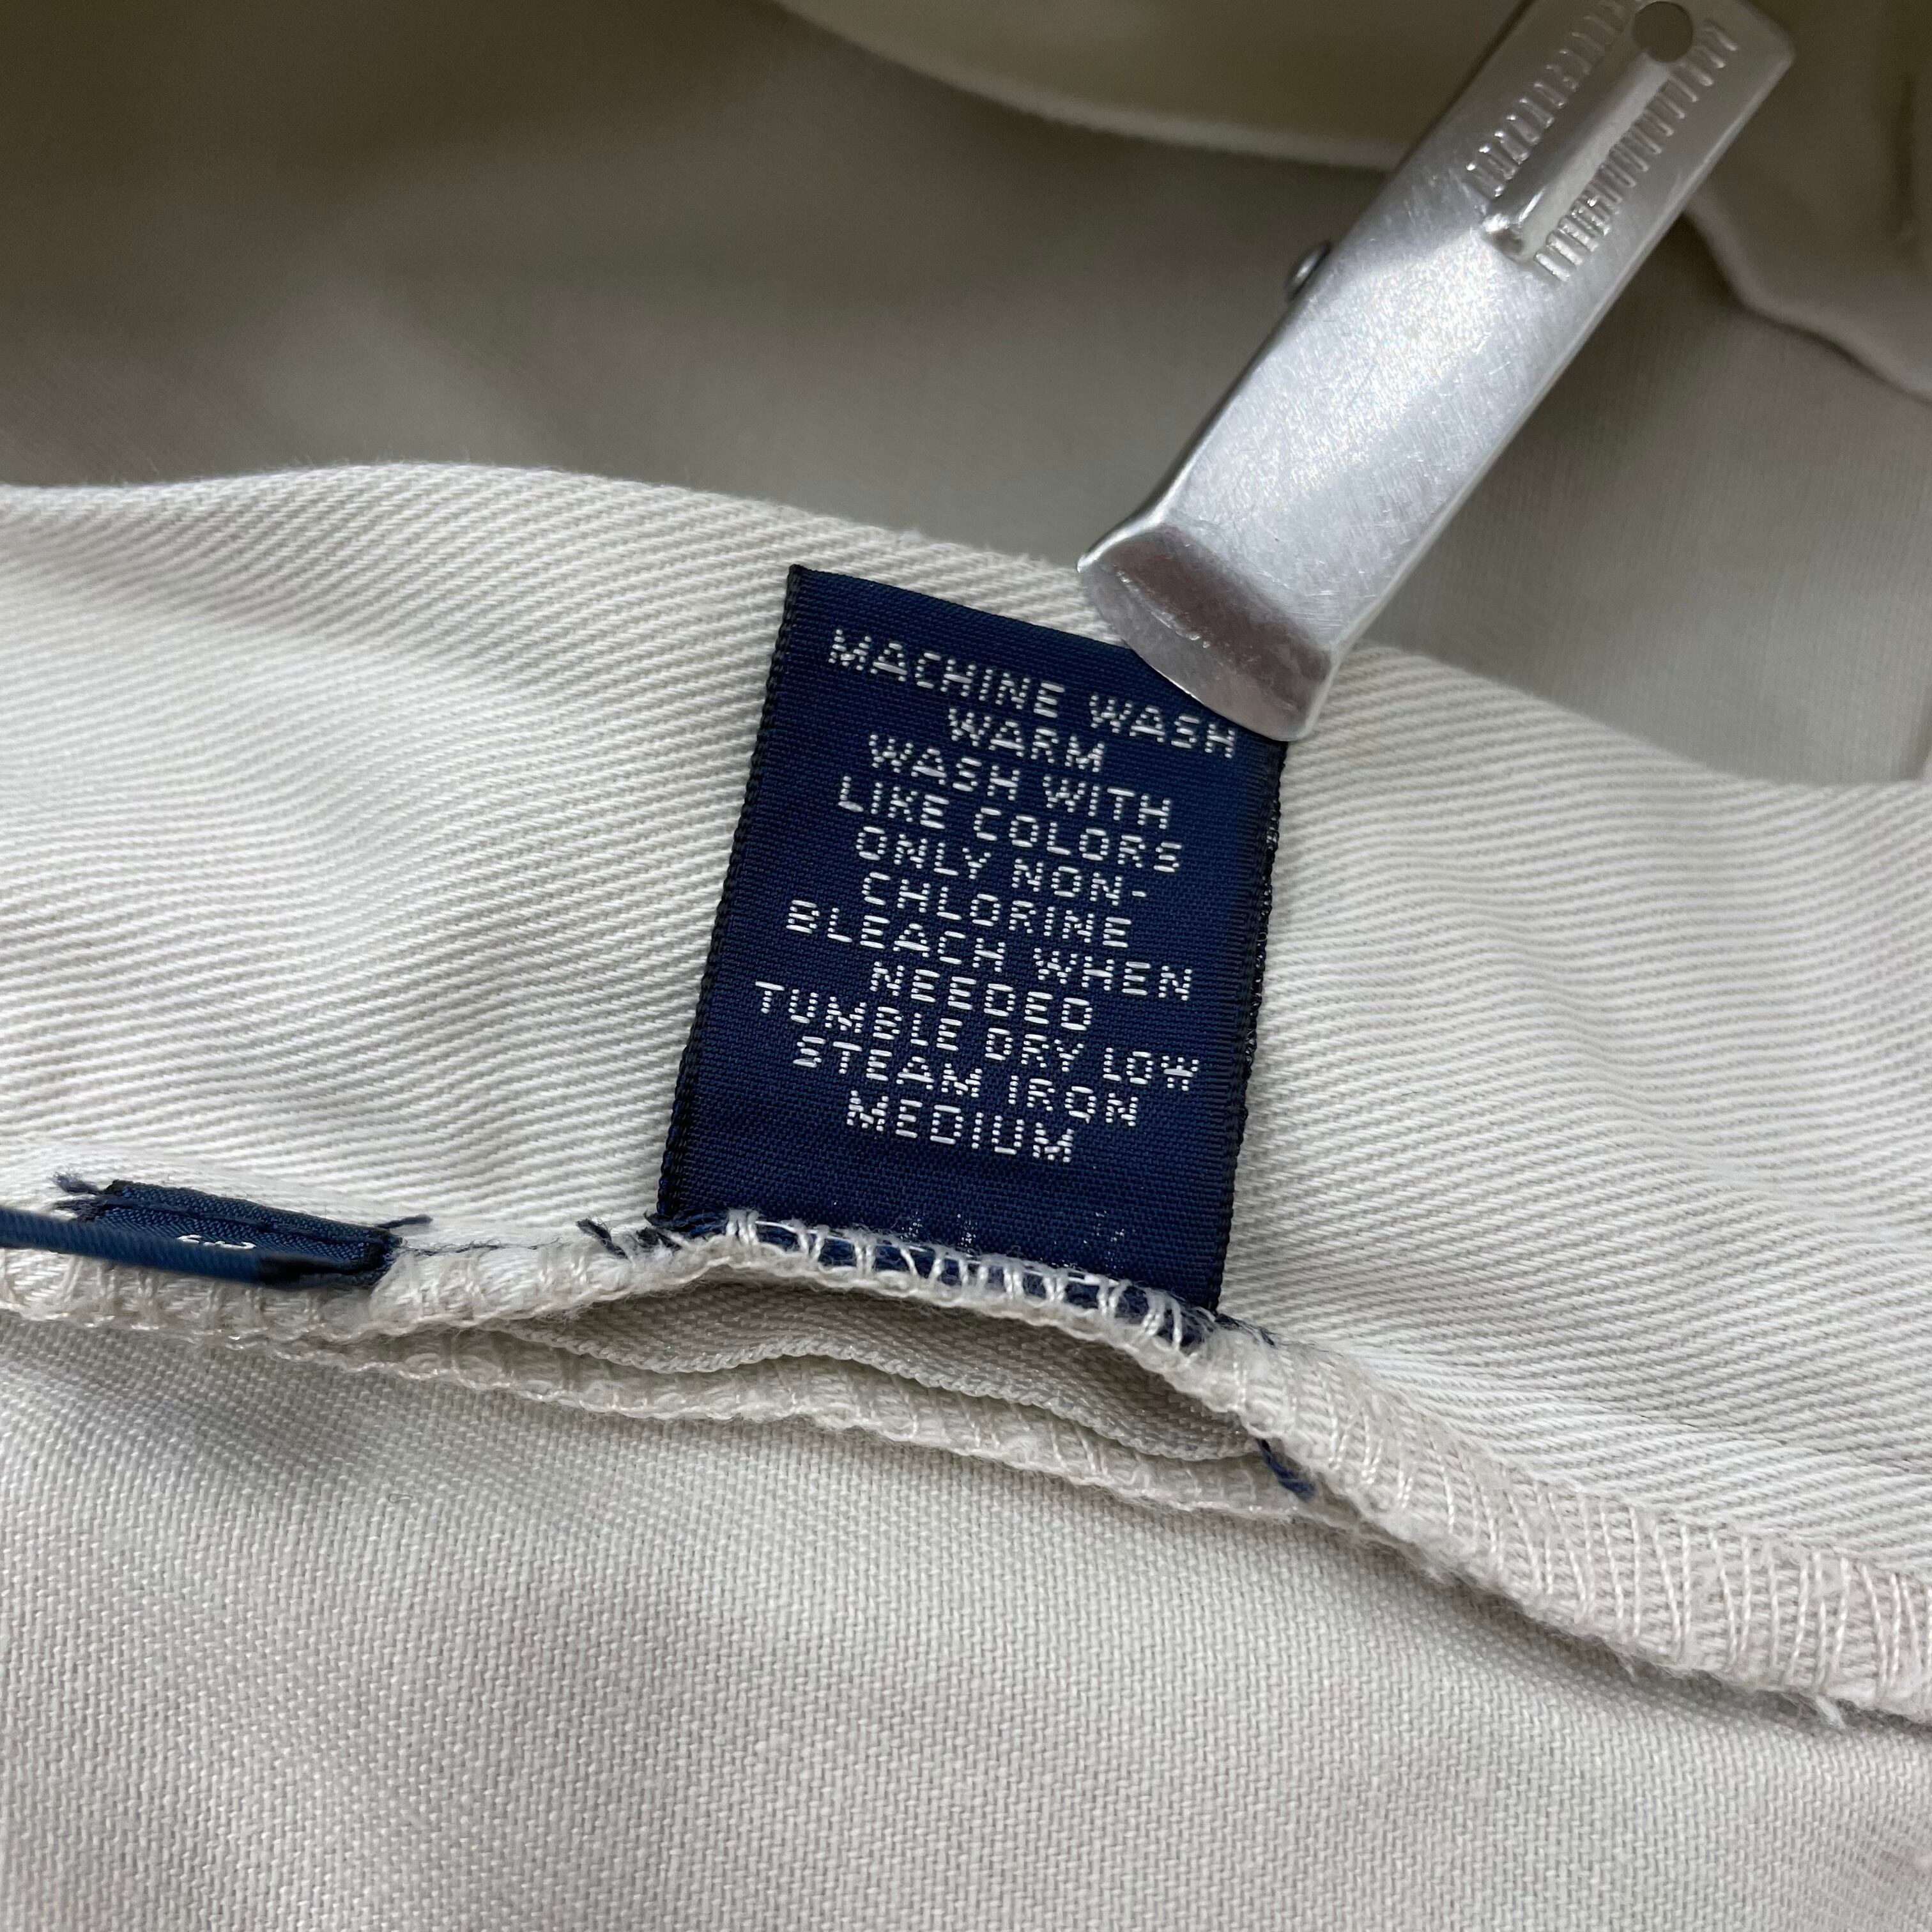 MACHINE WASH
WARM
WASH WITH
LIKE COLORS
ONLY NON-
CHLORINE
BLEACH WHEN
NEEDED
TUMBLE DRY LOW
STEAM IRON
MEDIUM